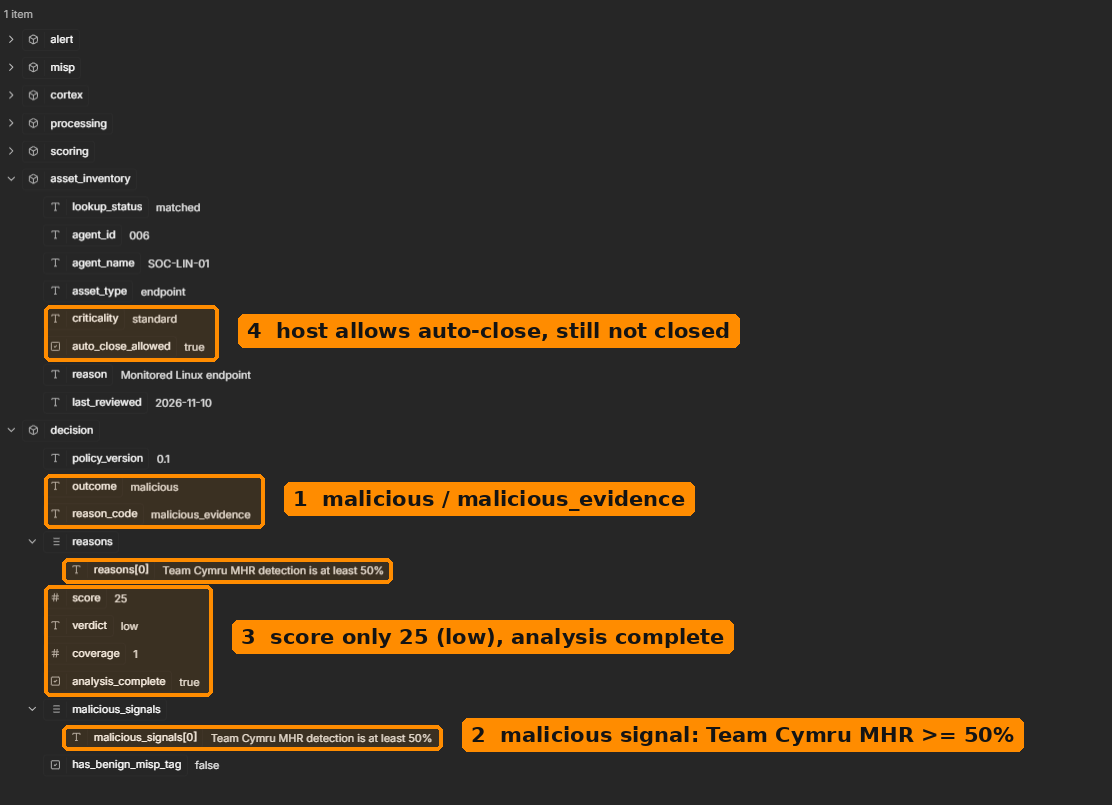 1 item
alert
misp
cortex
processing
scoring
asset_inventory
lookup_status matched
agent_id 006
agent_name SOC-LIN-01
asset_type endpoint
criticality standard
4 host allows auto-close, still not closed
auto_close_allowed true
reason Monitored Linux endpoint
last_reviewed 2026-11-10
decision
policy_version 0.1
outcome malicious
1 malicious / malicious_evidence
reason_code malicious_evidence
reasons
reasons[0] Team Cymru MHR detection is at least 50%
score 25
verdict low
3 score only 25 (low), analysis complete
coverage 1
analysis_complete true
malicious_signals
malicious_signals[0] Team Cymru MHR detection is at least 50%
2 malicious signal: Team Cymru MHR >= 50%
has_benign_misp_tag false